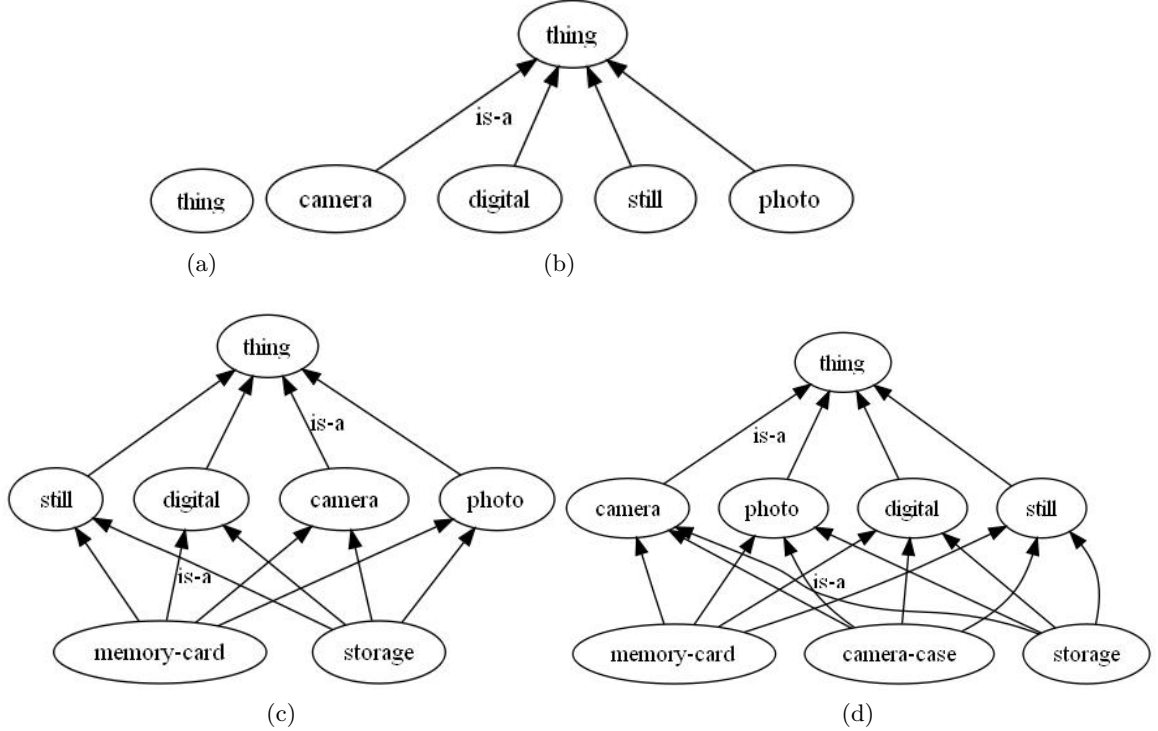 thing
is-a
thing
camera
digital
still
photo
(a)
(b)
thing
is-a
still
digital
camera
photo
is-a
memory-card
storage
(c)
thing
is-a
camera
photo
digital
still
is-a
memory-card
camera-case
storage
(d)